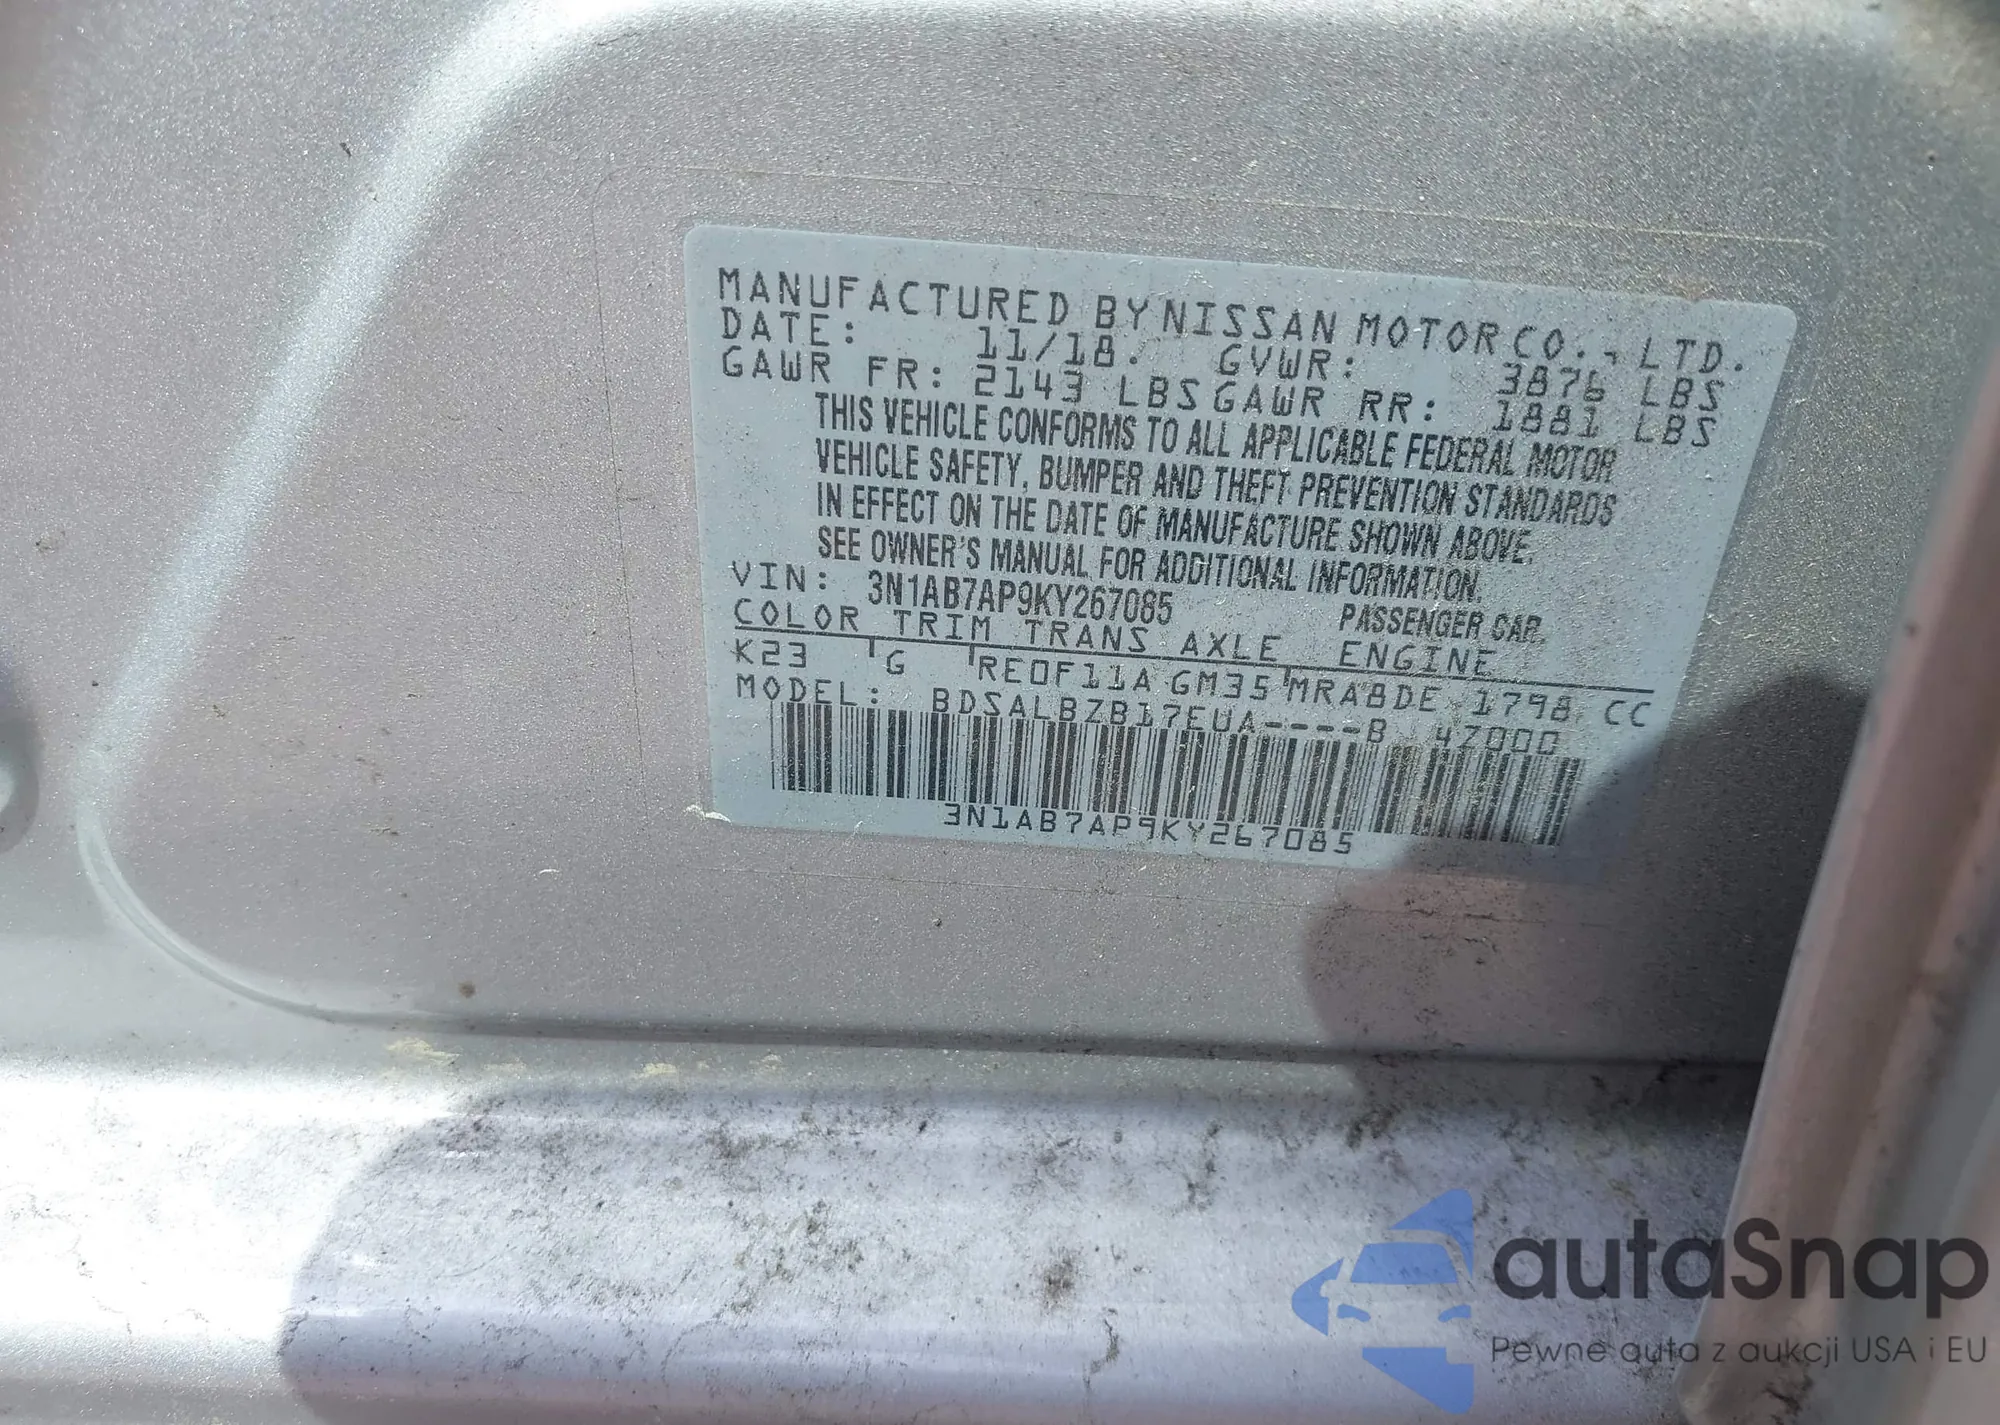 MANUFACTURED BY NISSAN MOTOR CO., LTD.
DATE: 11/18. GVWR: 3876 LBS
GAWR FR: 2143 LBS GAWR RR: 1881 LBS
THIS VEHICLE CONFORMS TO ALL APPLICABLE FEDERAL MOTOR
VEHICLE SAFETY, BUMPER AND THEFT PREVENTION STANDARDS
IN EFFECT ON THE DATE OF MANUFACTURE SHOWN ABOVE.
SEE OWNER'S MANUAL FOR ADDITIONAL INFORMATION.
VIN: 3N1AB7AP9KY267085 PASSENGER CAR.
COLOR TRIM TRANS AXLE ENGINE
K23 G RE0F11A GM35 MRA8DE 1798 CC
MODEL: BDSALBZB17EUA----B 4Z000
3N1AB7AP9KY267085
autaSnap
Pewne auta z aukcji USA i EU